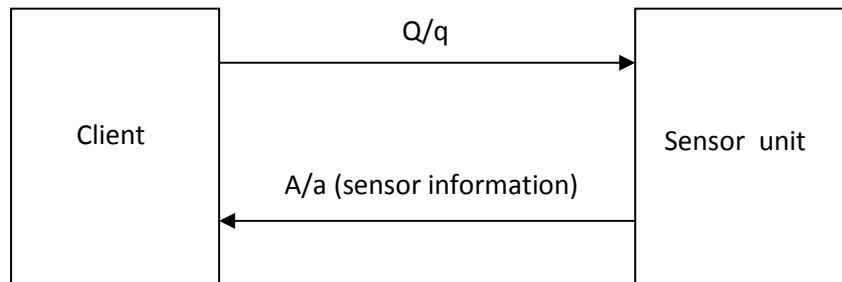 Q/q
Client
Sensor unit
A/a (sensor information)